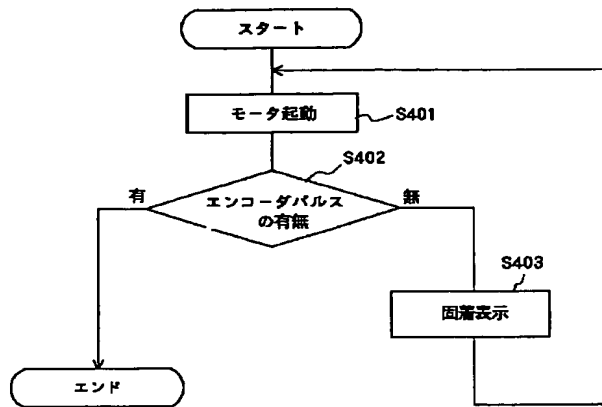 スタート
モータ起動
S401
S402
有
エンコーダパルス
の有無
無
S403
固着表示
エンド